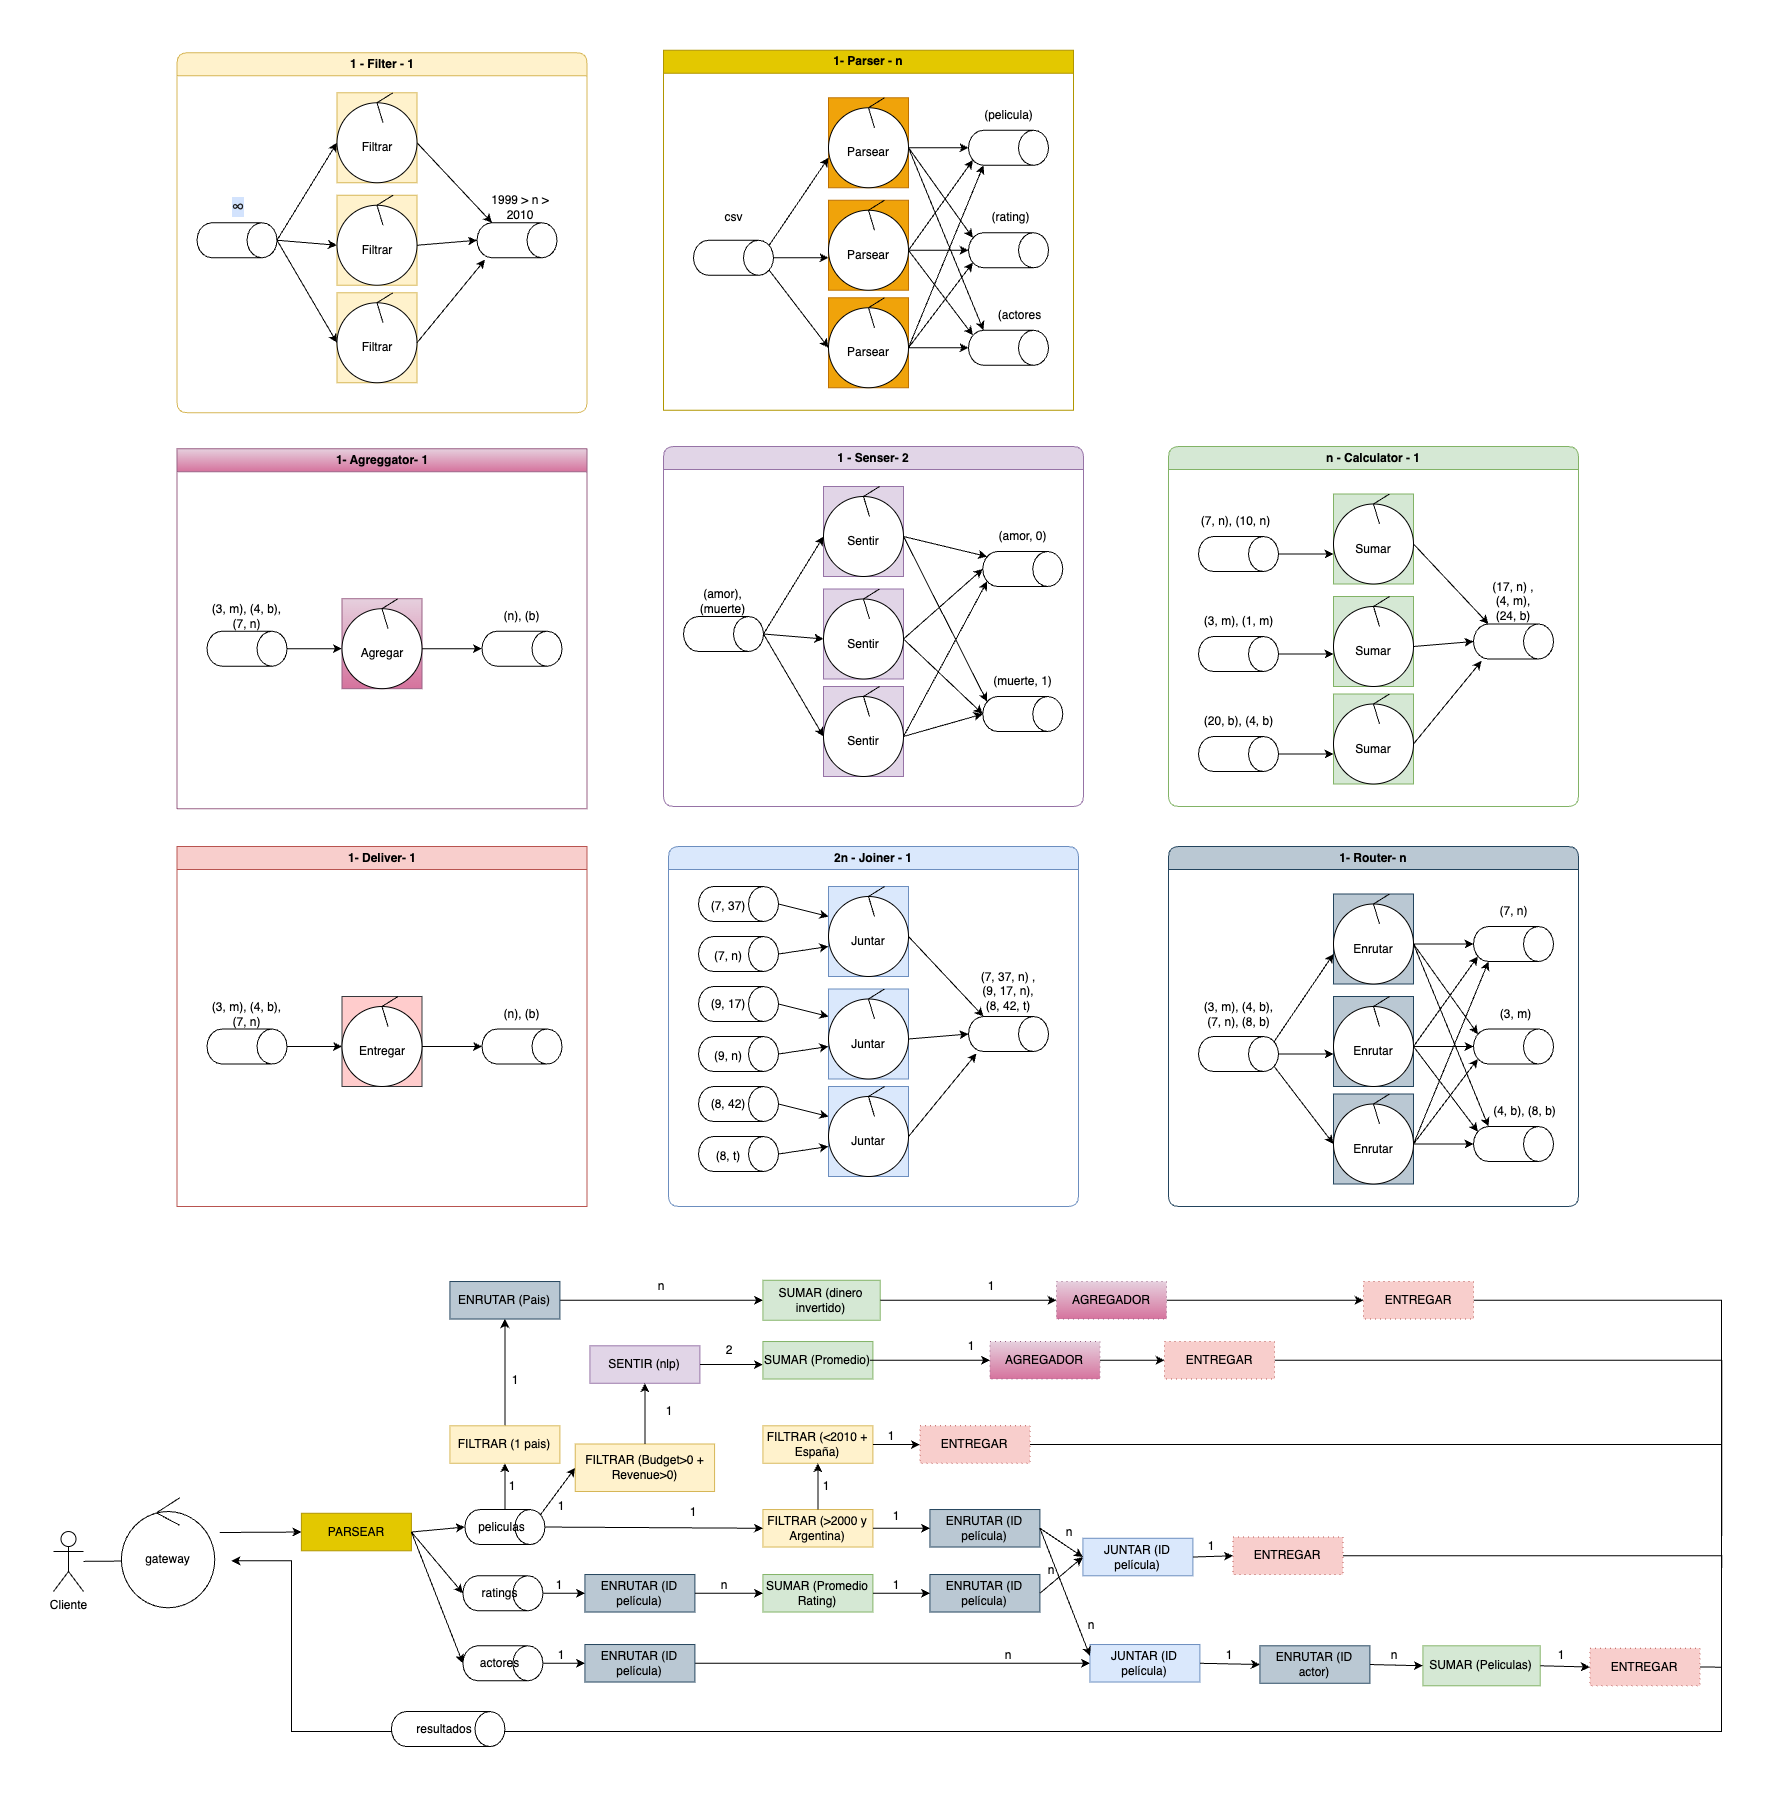 1 - Filter - 1
Filtrar
∞
1999 > n >
2010
Filtrar
Filtrar
1- Parser - n
(pelicula)
Parsear
csv
(rating)
Parsear
(actores
Parsear
1- Agreggator- 1
(3, m), (4, b),
(7, n)
Agregar
(n), (b)
1 - Senser- 2
Sentir
(amor, 0)
(amor),
(muerte)
Sentir
(muerte, 1)
Sentir
n - Calculator - 1
(7, n), (10, n)
Sumar
(17, n) ,
(4, m),
(24, b)
(3, m), (1, m)
Sumar
(20, b), (4, b)
Sumar
1- Deliver- 1
(3, m), (4, b),
(7, n)
Entregar
(n), (b)
2n - Joiner - 1
(7, 37)
Juntar
(7, n)
(7, 37, n) ,
(9, 17, n),
(8, 42, t)
(9, 17)
Juntar
(9, n)
(8, 42)
Juntar
(8, t)
1- Router- n
(7, n)
Enrutar
(3, m), (4, b),
(7, n), (8, b)
(3, m)
Enrutar
(4, b), (8, b)
Enrutar
ENRUTAR (Pais)
n
SUMAR (dinero
invertido)
1
AGREGADOR
ENTREGAR
1
SENTIR (nlp)
2
SUMAR (Promedio)
1
AGREGADOR
ENTREGAR
1
FILTRAR (1 pais)
FILTRAR (Budget>0 +
Revenue>0)
FILTRAR (<2010 +
España)
1
ENTREGAR
1
1
1
1
peliculas
FILTRAR (>2000 y
Argentina)
1
ENRUTAR (ID
película)
n
PARSEAR
gateway
Cliente
JUNTAR (ID
película)
1
ENTREGAR
ratings
1
ENRUTAR (ID
película)
n
SUMAR (Promedio
Rating)
1
ENRUTAR (ID
película)
n
n
actores
1
ENRUTAR (ID
película)
n
JUNTAR (ID
película)
1
ENRUTAR (ID
actor)
n
SUMAR (Peliculas)
1
ENTREGAR
resultados